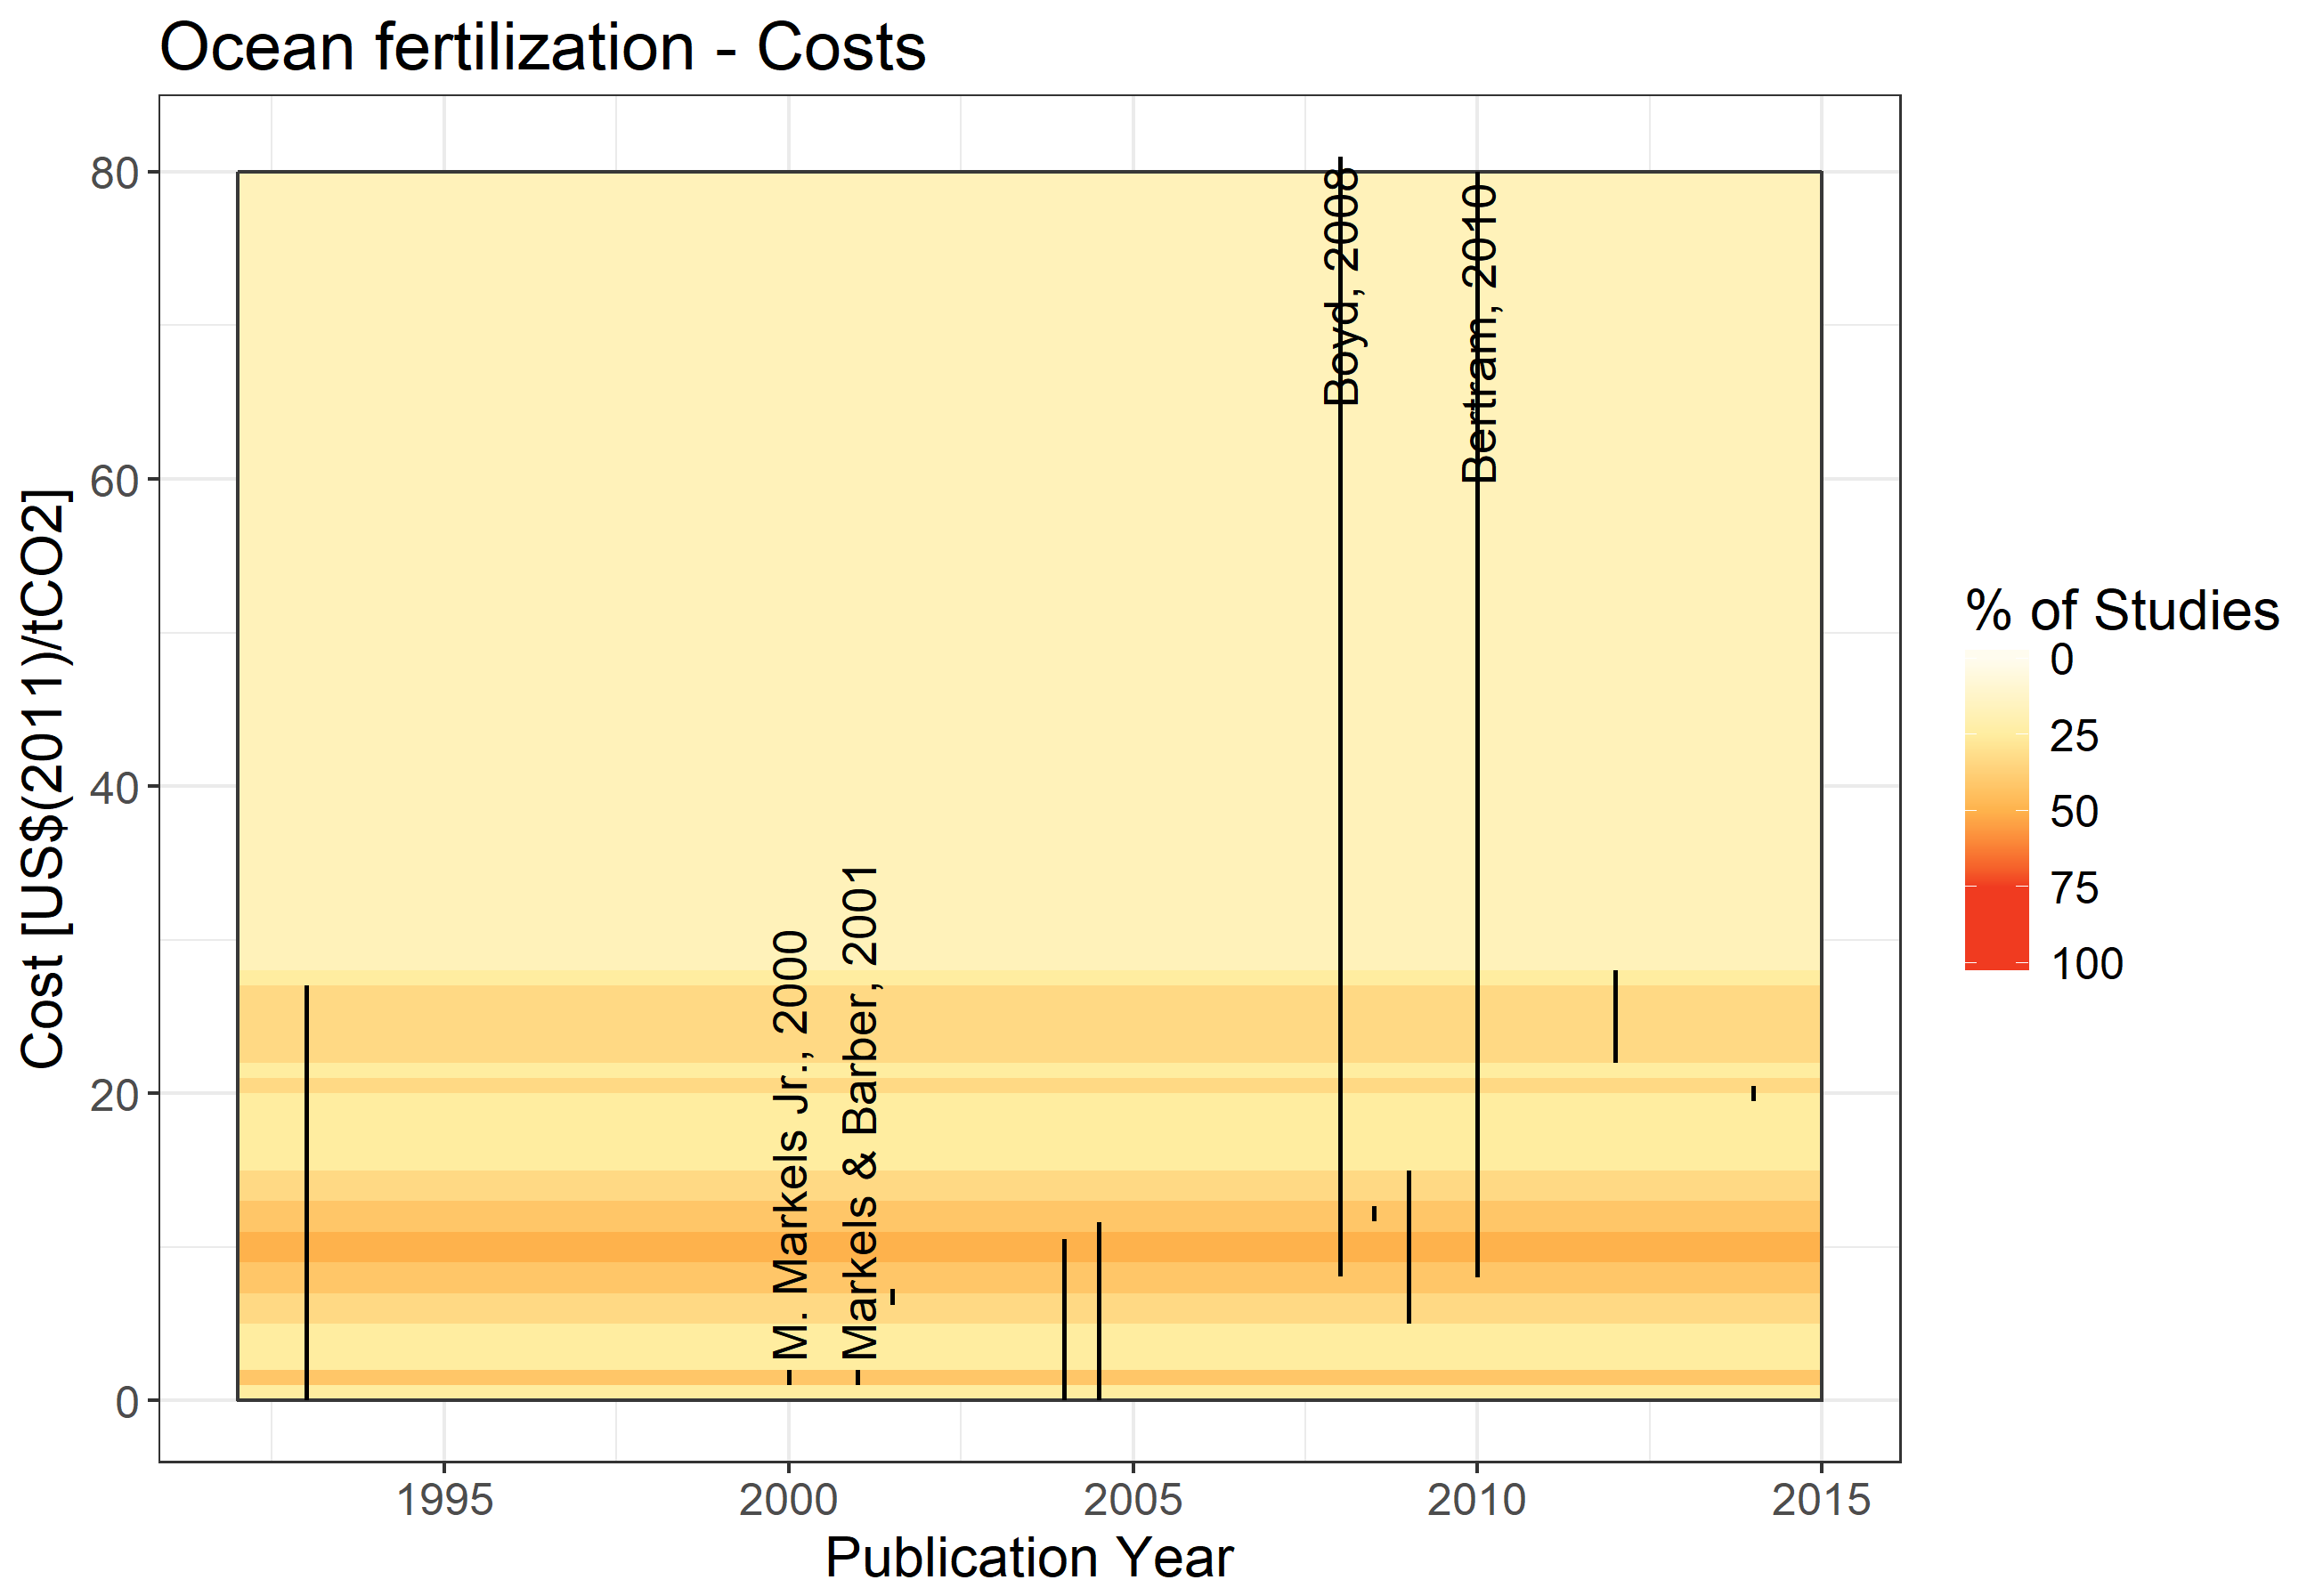 Ocean fertilization - Costs
Cost [US$(2011)/tCO2]
80
60
40
20
0
Boyd, 2008
Bertram, 2010
M. Markels Jr., 2000
Markels & Barber, 2001
1995
2000
2005
2010
2015
Publication Year
% of Studies
0
25
50
75
100